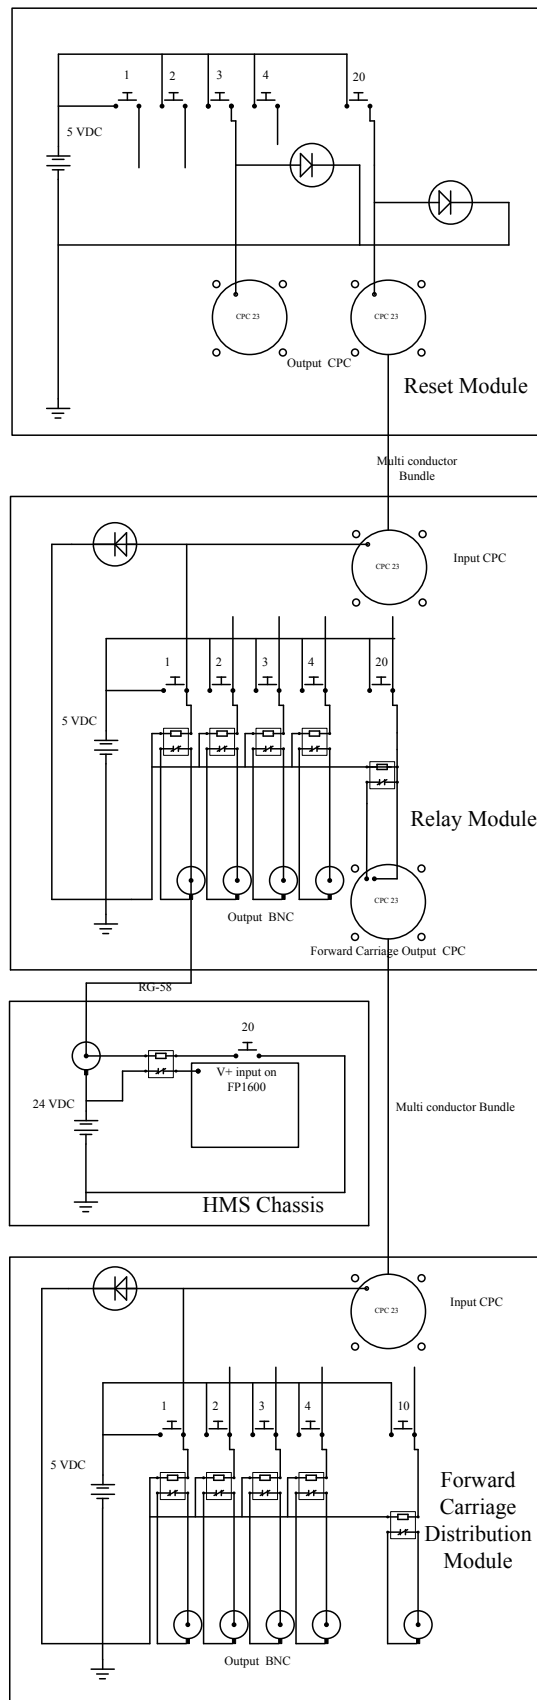 1
2
3
4
20
5 VDC
CPC 23
CPC 23
Output CPC
Reset Module
Multi conductor
Bundle
CPC 23
Input CPC
1
2
3
4
20
5 VDC
Relay Module
CPC 23
Output BNC
Forward Carriage Output CPC
RG-58
20
V+ input on
FP1600
24 VDC
Multi conductor Bundle
HMS Chassis
CPC 23
Input CPC
1
2
3
4
10
5 VDC
Forward
Carriage
Distribution
Module
Output BNC